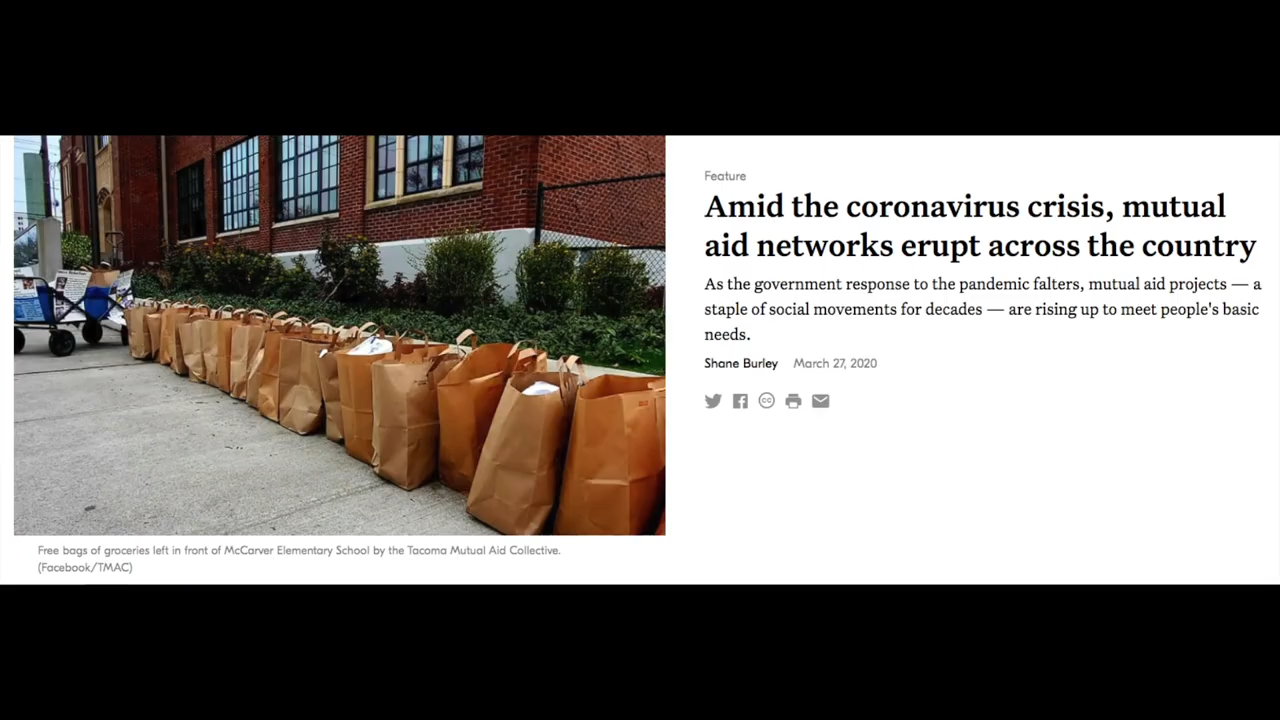 Feature
Amid the coronavirus crisis, mutual
aid networks erupt across the country
As the government response to the pandemic falters, mutual aid projects — a
staple of social movements for decades — are rising up to meet people's basic
needs.
Shane Burley March 27, 2020
Free bags of groceries left in front of McCarver Elementary School by the Tacoma Mutual Aid Collective.
(Facebook/TMAC)